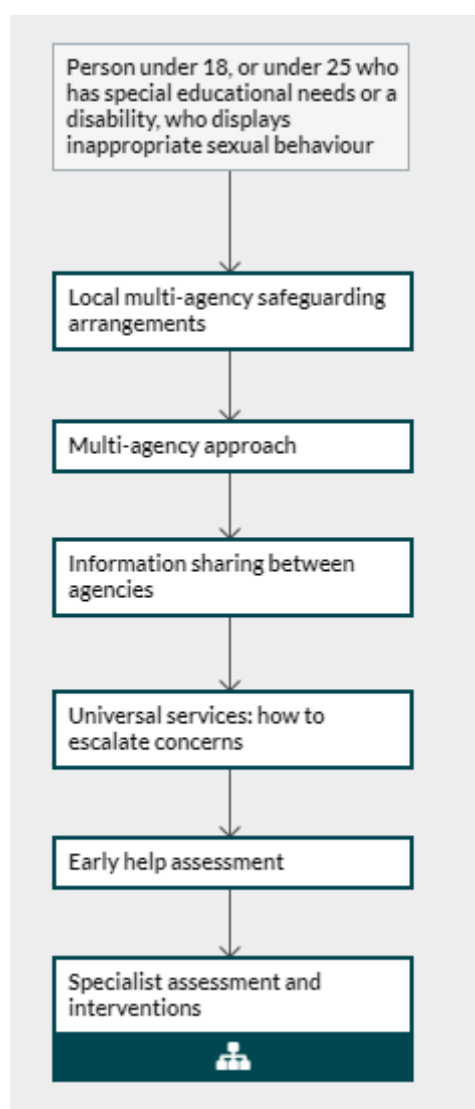 Person under 18, or under 25 who
has special educational needs or a
disability, who displays
inappropriate sexual behaviour
Local multi-agency safeguarding
arrangements
Multi-agency approach
Information sharing between
agencies
Universal services: how to
escalate concerns
Early help assessment
Specialist assessment and
interventions